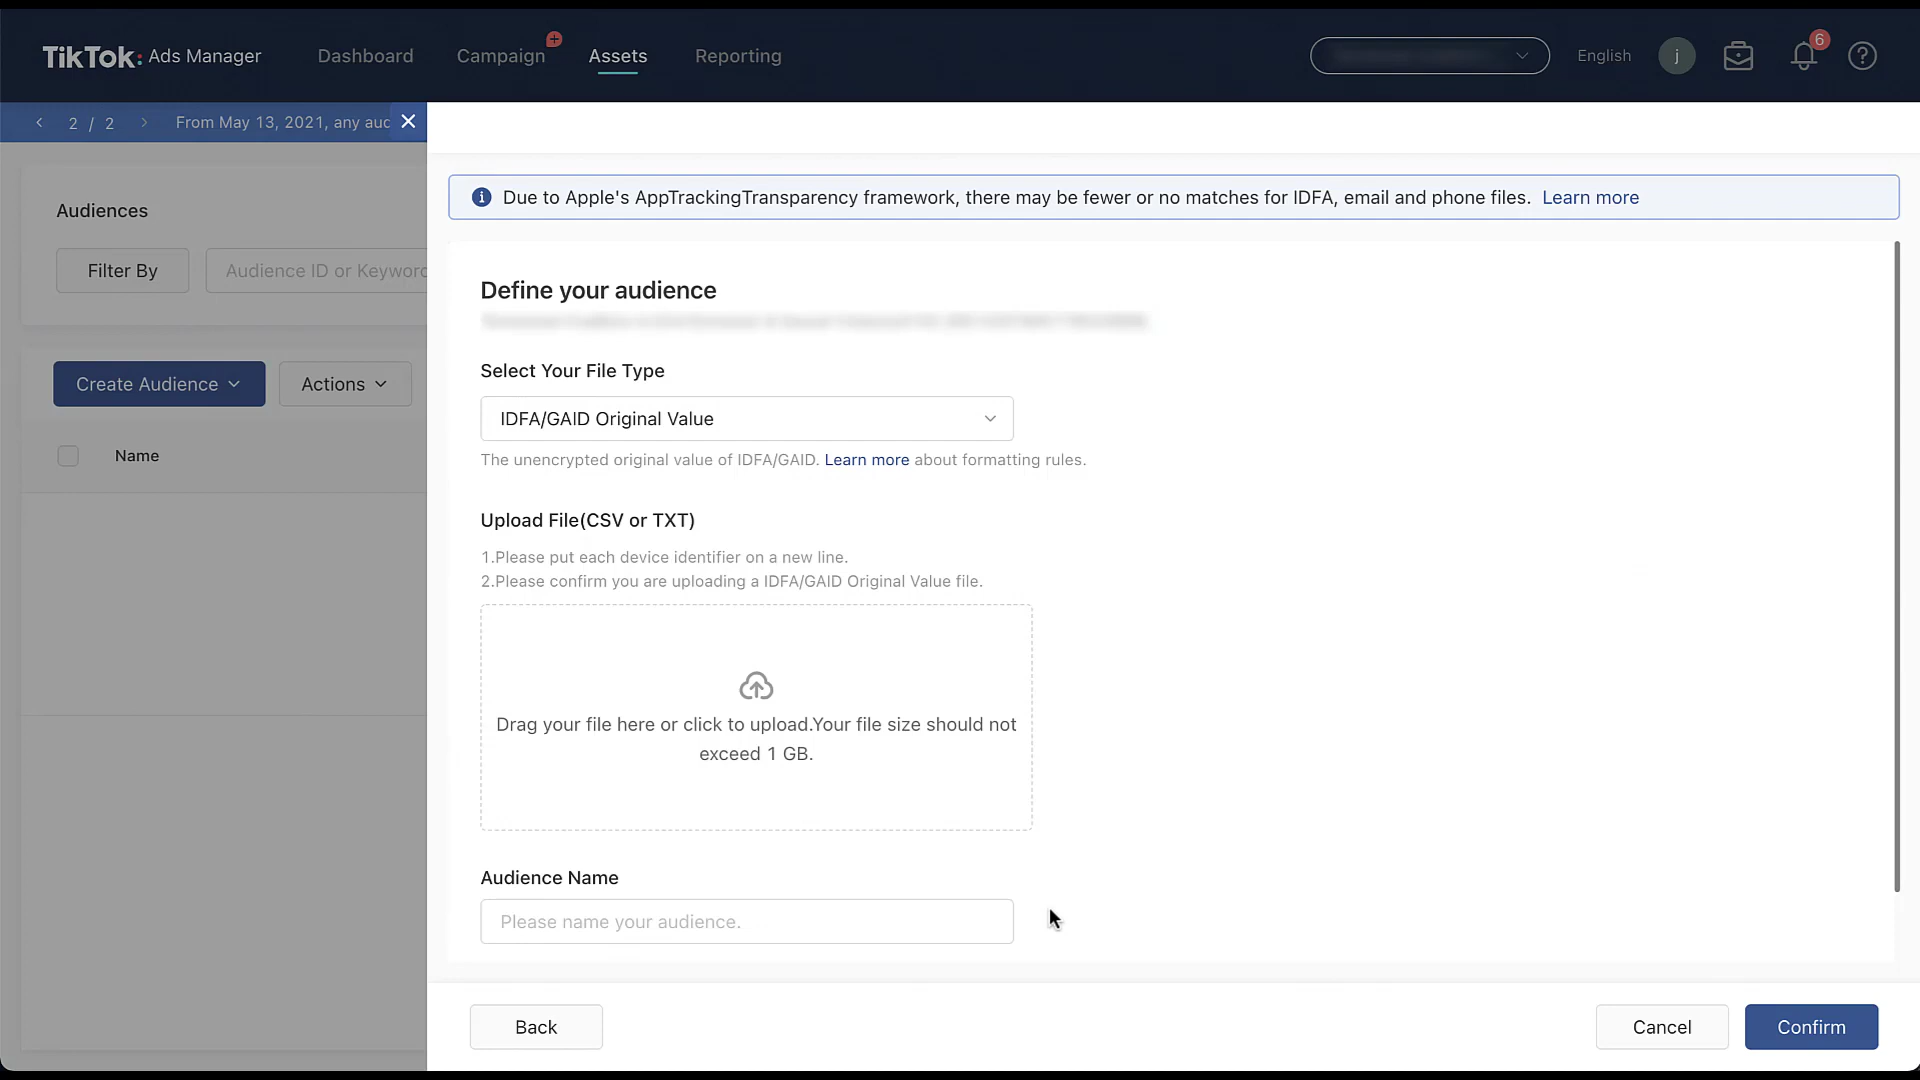 TikTok: Ads Manager
Dashboard
Campaign
Assets
Reporting
English
j
6
2 / 2
From May 13, 2021, any aud
Audiences
Filter By
Audience ID or Keyword
Create Audience
Actions
Name
Due to Apple's AppTrackingTransparency framework, there may be fewer or no matches for IDFA, email and phone files. Learn more
Define your audience
Select Your File Type
IDFA/GAID Original Value
The unencrypted original value of IDFA/GAID. Learn more about formatting rules.
Upload File(CSV or TXT)
1.Please put each device identifier on a new line.
2.Please confirm you are uploading a IDFA/GAID Original Value file.
Drag your file here or click to upload.Your file size should not
exceed 1 GB.
Audience Name
Please name your audience.
Back
Cancel
Confirm